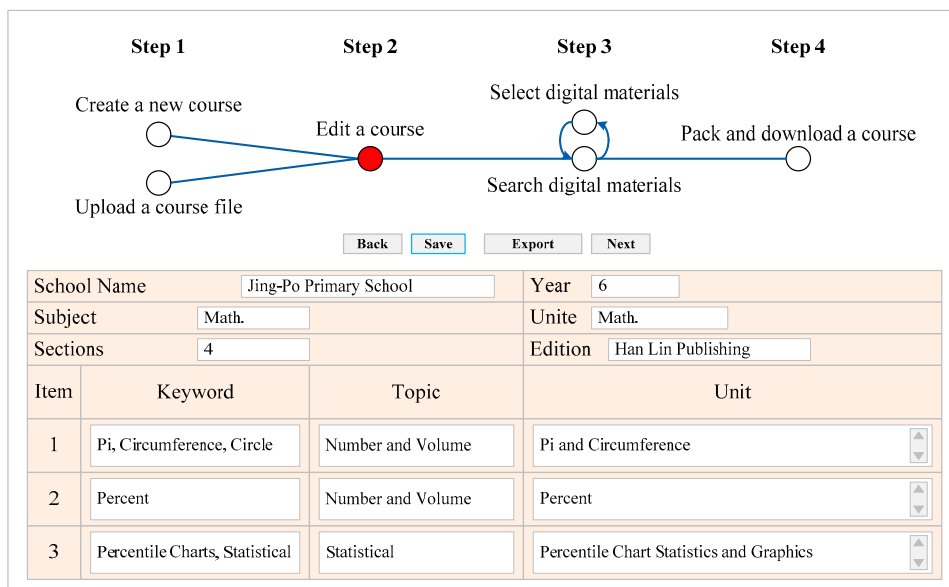 Step 1 Step 2 Step 3 Step 4
Select digital materials
Create a new course
Edit a course
Pack and download a course
Search digital materials
Upload a course file
Back Save Export Next
School Name Jing-Po Primary School Year 6
Subject Math. Unite Math.
Sections 4 Edition Han Lin Publishing
Item Keyword Topic Unit
1 Pi, Circumference, Circle Number and Volume Pi and Circumference
2 Percent Number and Volume Percent
3 Percentile Charts, Statistical Statistical Percentile Chart Statistics and Graphics